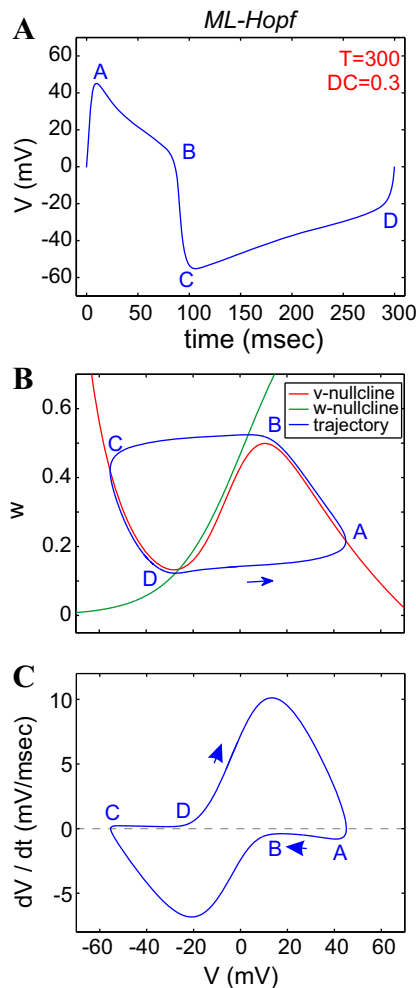 ML-Hopf
A
T=300
DC=0.3
60
40
20
0
-20
-40
-60
V (mV)
A
B
C
D
0 50 100 150 200 250 300
time (msec)
B
v-nullcline
w-nullcline
trajectory
0.6
0.4
0.2
0
w
C
B
A
D
C
10
5
0
-5
dV / dt (mV/msec)
C
D
B
A
-60 -40 -20 0 20 40 60
V (mV)